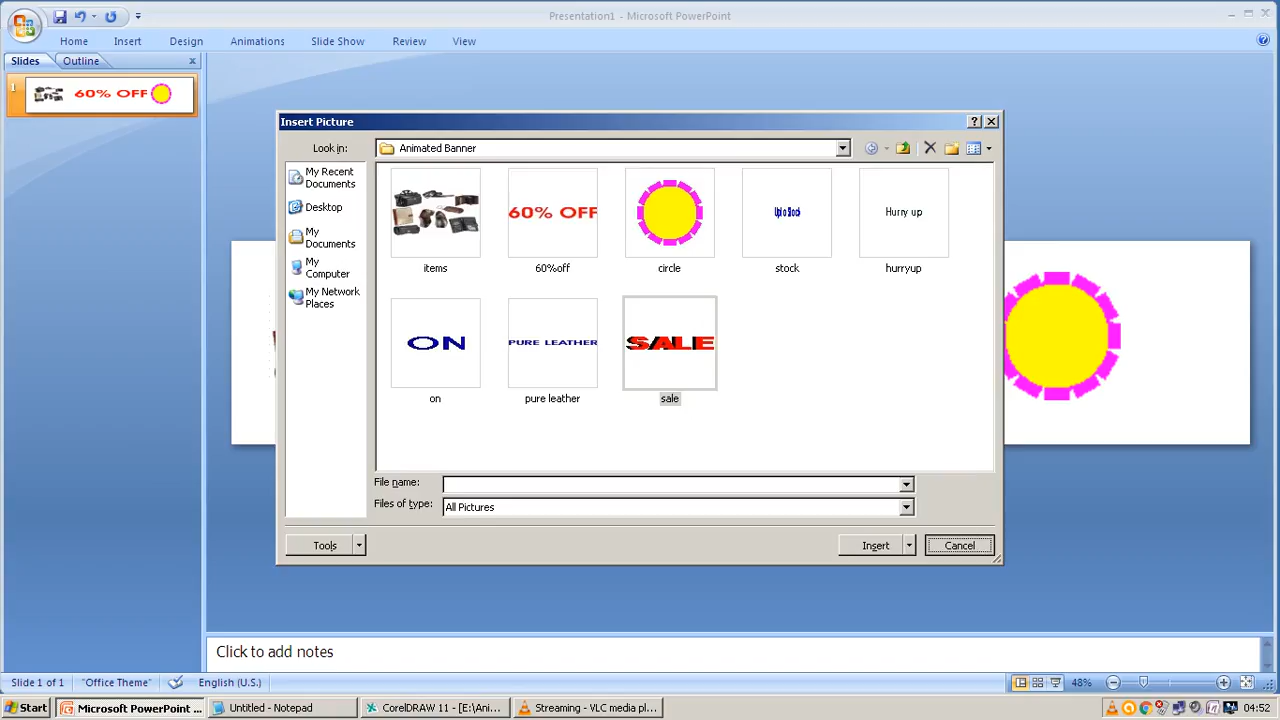 Presentation1 - Microsoft PowerPoint
Home Insert Design Animations Slide Show Review View
Slides Outline
1
60% OFF
Insert Picture
Look in: Animated Banner
My Recent Documents
Desktop
My Documents
My Computer
My Network Places
60% OFF
Upto Stock
Hurry up
items 60%off circle stock hurryup
ON
PURE LEATHER
SALE
on pure leather sale
File name:
Files of type: All Pictures
Tools Insert Cancel
Click to add notes
Slide 1 of 1 "Office Theme" English (U.S.) 48%
Start Microsoft PowerPoint ... Untitled - Notepad CorelDRAW 11 - [E:\Ani... Streaming - VLC media pl... 04:52